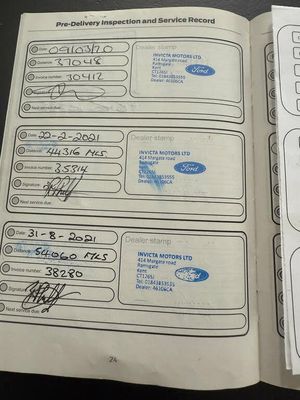 Pre-Delivery Inspection and Service Record
Date: 09/03/20
Distance: 37048
Invoice number: 30412
Next service due:
Dealer stamp
INVICTA MOTORS LTD
414 Margate road
Ramsgate
Kent
Ford
Date: 22-2-2021
Distance: 44316 MLS
Invoice number: 35314
Signature:
Next service due:
Dealer stamp
INVICTA MOTORS LTD
414 Margate road
Ramsgate
Kent
Ford
Date: 31-8-2021
Distance: 54060 MLS
Invoice number: 38280
Signature:
Next service due:
Dealer stamp
INVICTA MOTORS LTD
414 Margate road
Ramsgate
Kent
Ford
24